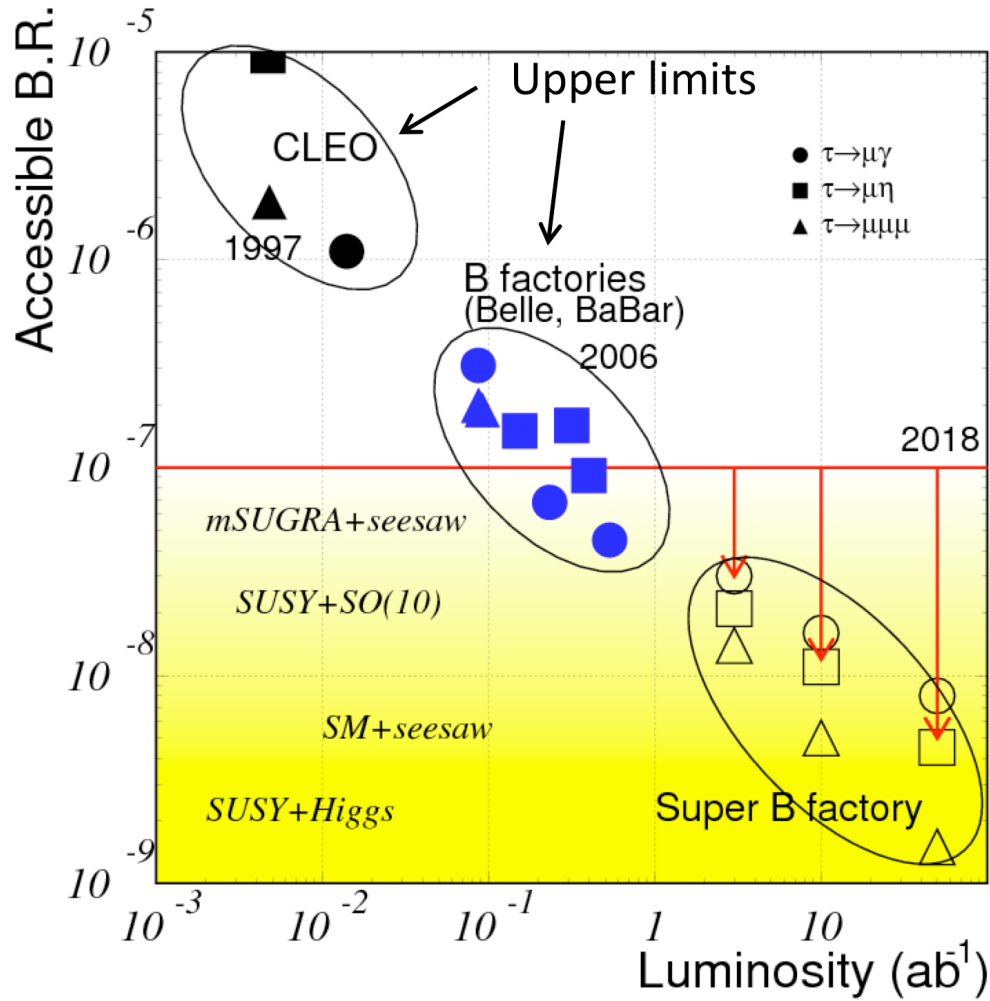 Accessible B.R.
10^-5
10^-6
10^-7
10^-8
10^-9
Upper limits
CLEO
1997
τ→μγ
τ→μη
τ→μμμ
B factories
(Belle, BaBar)
2006
2018
mSUGRA+seesaw
SUSY+SO(10)
SM+seesaw
SUSY+Higgs
Super B factory
10^-3
10^-2
10^-1
1
10
Luminosity (ab^-1)